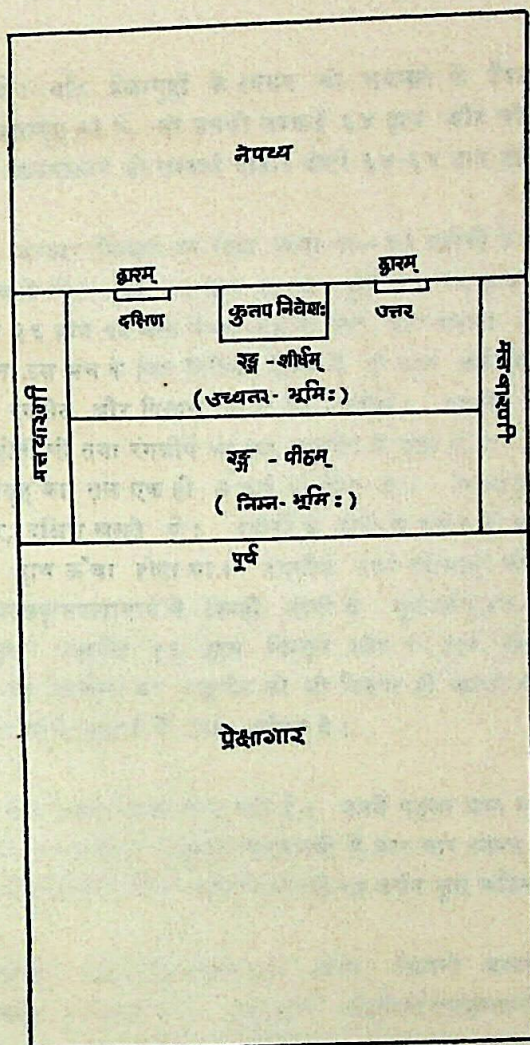 नेपथ्य
द्वारम्
द्वारम्
दक्षिण
कुतप निवेशः
उत्तर
रङ्ग - शीर्षम्
(उच्चतर - भूमिः)
मत्तवारणी
मत्तवारणी
रङ्ग - पीठम्
( निम्न - भूमिः )
पूर्व
प्रेक्षागार